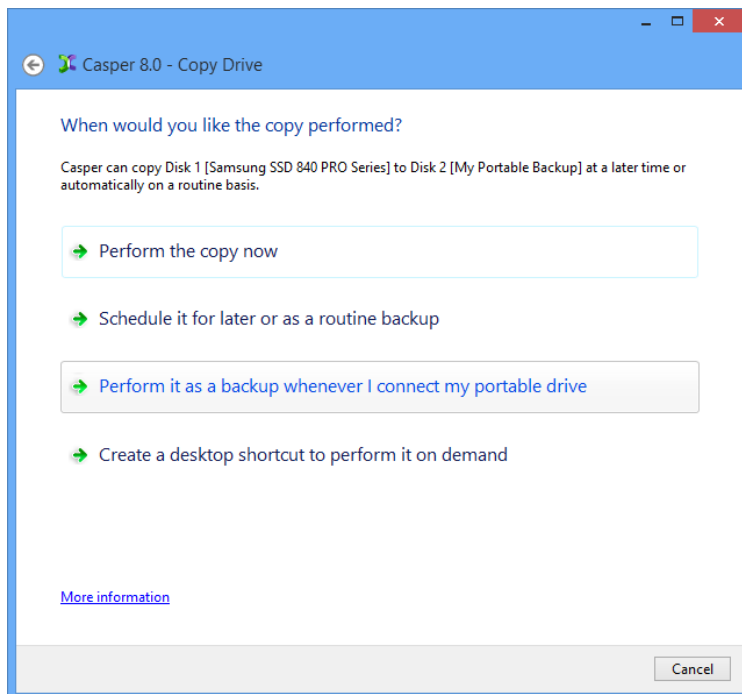 Casper 8.0 - Copy Drive
When would you like the copy performed?
Casper can copy Disk 1 [Samsung SSD 840 PRO Series] to Disk 2 [My Portable Backup] at a later time or
automatically on a routine basis.
Perform the copy now
Schedule it for later or as a routine backup
Perform it as a backup whenever I connect my portable drive
Create a desktop shortcut to perform it on demand
More information
Cancel